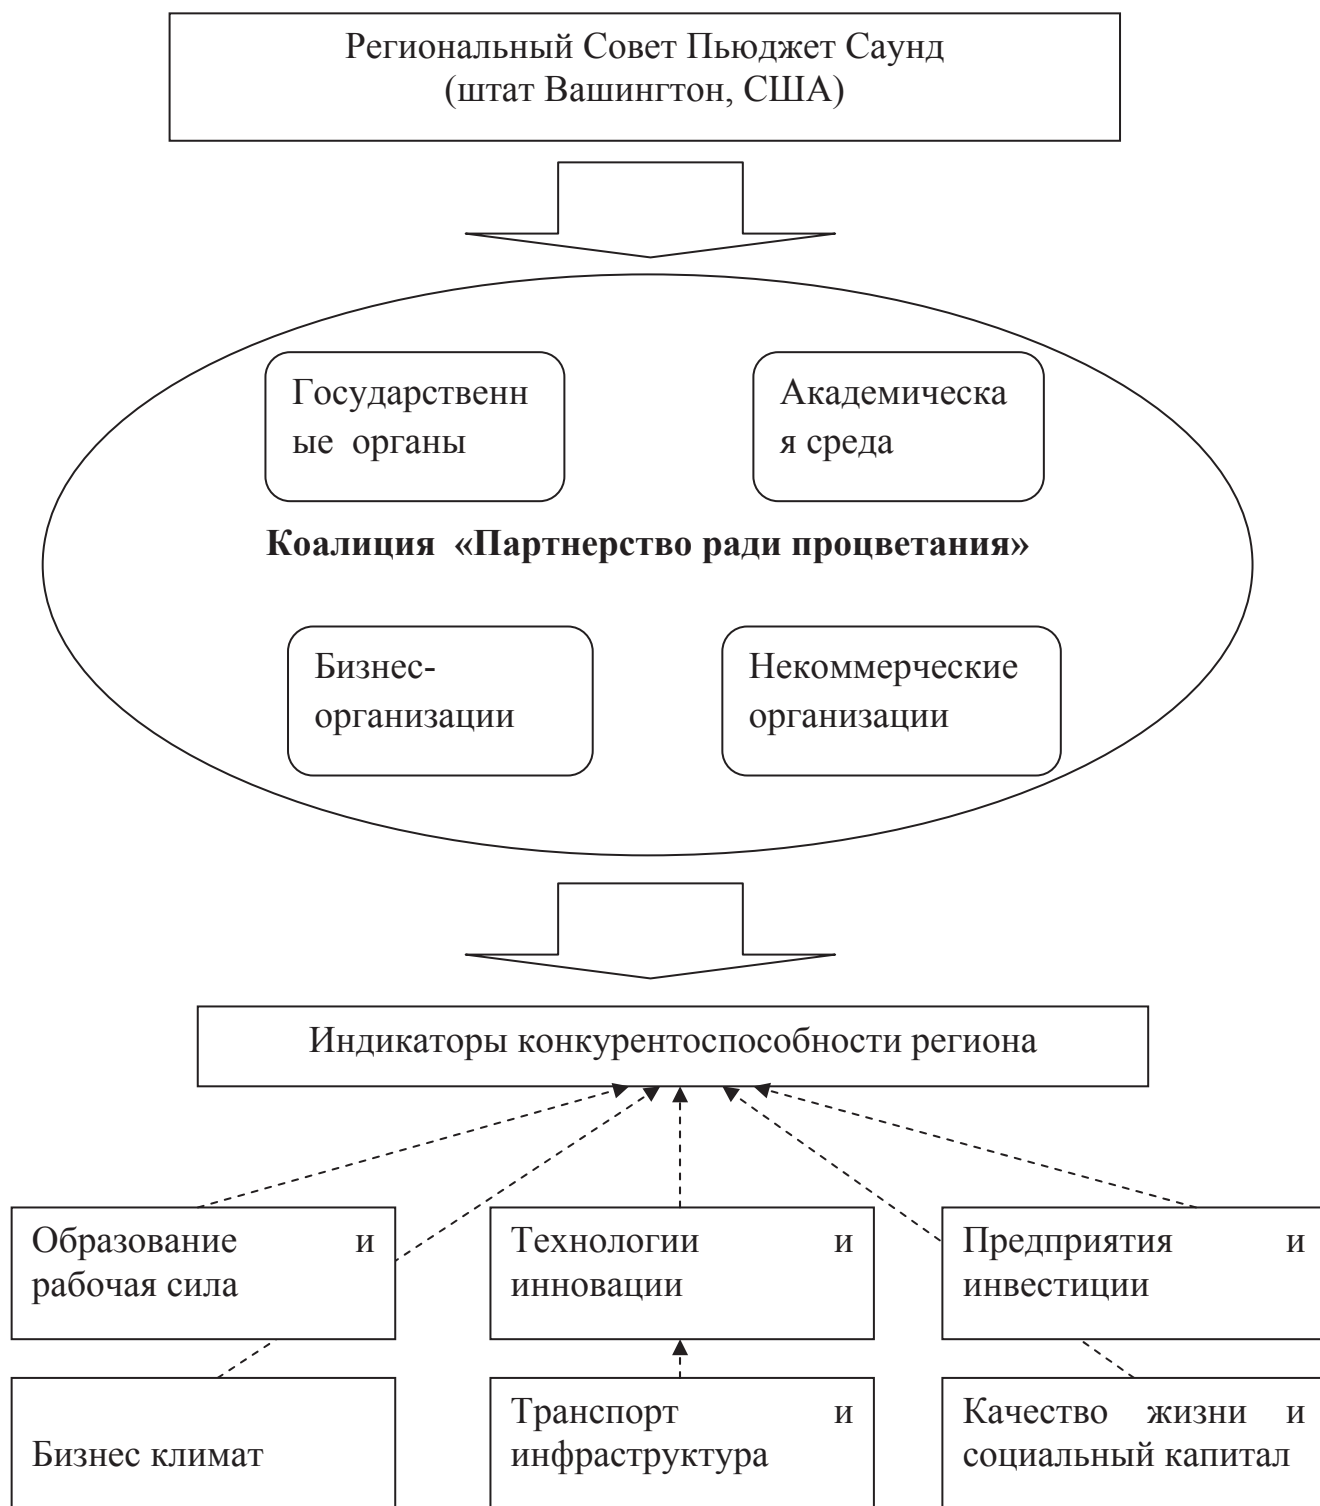 Региональный Совет Пьюджет Саунд
(штат Вашингтон, США)
Государственн
ые органы
Академическа
я среда
Коалиция «Партнерство ради процветания»
Бизнес-
организации
Некоммерческие
организации
Индикаторы конкурентоспособности региона
Образование и
рабочая сила
Технологии и
инновации
Предприятия и
инвестиции
Бизнес климат
Транспорт и
инфраструктура
Качество жизни и
социальный капитал